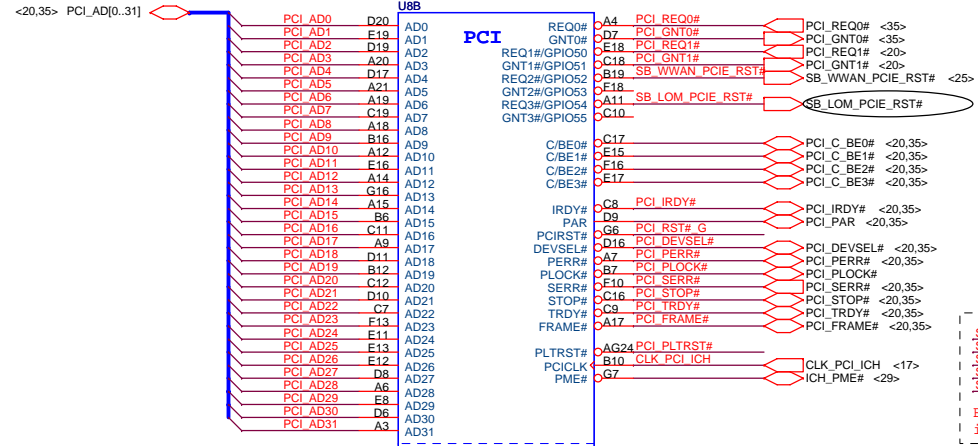 <20,35> PCI_AD[0..31]
U8B
PCI
PCI_AD0 D20 AD0 REQ0# A4 PCI_REQ0# PCI_REQ0# <35>
PCI_AD1 E19 AD1 GNT0# D7 PCI_GNT0# PCI_GNT0# <35>
PCI_AD2 D19 AD2 REQ1#/GPIO50 E18 PCI_REQ1# PCI_REQ1# <20>
PCI_AD3 A20 AD3 GNT1#/GPIO51 C18 PCI_GNT1# PCI_GNT1# <20>
PCI_AD4 D17 AD4 REQ2#/GPIO52 B19 SB_WWAN_PCIE_RST# SB_WWAN_PCIE_RST# <25>
PCI_AD5 A21 AD5 GNT2#/GPIO53 F18
PCI_AD6 A19 AD6 REQ3#/GPIO54 A11 SB_LOM_PCIE_RST# SB_LOM_PCIE_RST#
PCI_AD7 C19 AD7 GNT3#/GPIO55 C10
PCI_AD8 A18 AD8
PCI_AD9 B16 AD9 C/BE0# C17 PCI_C_BE0# <20,35>
PCI_AD10 A12 AD10 C/BE1# E15 PCI_C_BE1# <20,35>
PCI_AD11 E16 AD11 C/BE2# F16 PCI_C_BE2# <20,35>
PCI_AD12 A14 AD12 C/BE3# E17 PCI_C_BE3# <20,35>
PCI_AD13 G16 AD13
PCI_AD14 A15 AD14 IRDY# C8 PCI_IRDY# PCI_IRDY# <20,35>
PCI_AD15 B6 AD15 PAR D9 PCI_PAR <20,35>
PCI_AD16 C11 AD16 PCIRST# G6 PCI_RST#_G
PCI_AD17 A9 AD17 DEVSEL# D16 PCI_DEVSEL# PCI_DEVSEL# <20,35>
PCI_AD18 D11 AD18 PERR# A7 PCI_PERR# PCI_PERR# <20,35>
PCI_AD19 B12 AD19 PLOCK# B7 PCI_PLOCK# PCI_PLOCK#
PCI_AD20 C12 AD20 SERR# F10 PCI_SERR# PCI_SERR# <20,35>
PCI_AD21 D10 AD21 STOP# C16 PCI_STOP# PCI_STOP# <20,35>
PCI_AD22 C7 AD22 TRDY# C9 PCI_TRDY# PCI_TRDY# <20,35>
PCI_AD23 F13 AD23 FRAME# A17 PCI_FRAME# PCI_FRAME# <20,35>
PCI_AD24 E11 AD24
PCI_AD25 E13 AD25 PLTRST# AG24 PCI_PLTRST#
PCI_AD26 E12 AD26 PCICLK B10 CLK_PCI_ICH CLK_PCI_ICH <17>
PCI_AD27 D8 AD27 PME# G7 ICH_PME# <29>
PCI_AD28 A6 AD28
PCI_AD29 E8 AD29
PCI_AD30 D6 AD30
PCI_AD31 A3 AD31